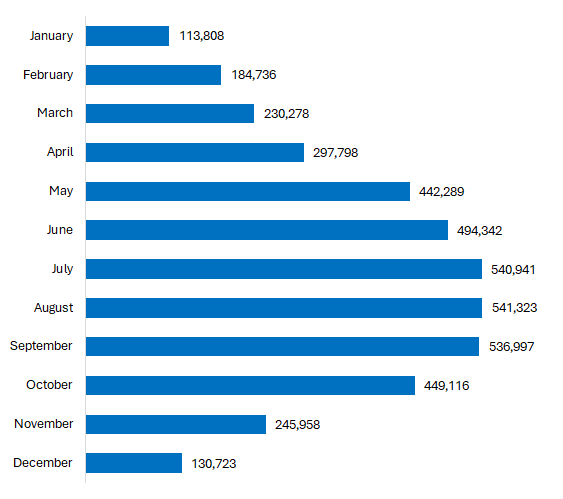 January 113,808
February 184,736
March 230,278
April 297,798
May 442,289
June 494,342
July 540,941
August 541,323
September 536,997
October 449,116
November 245,958
December 130,723